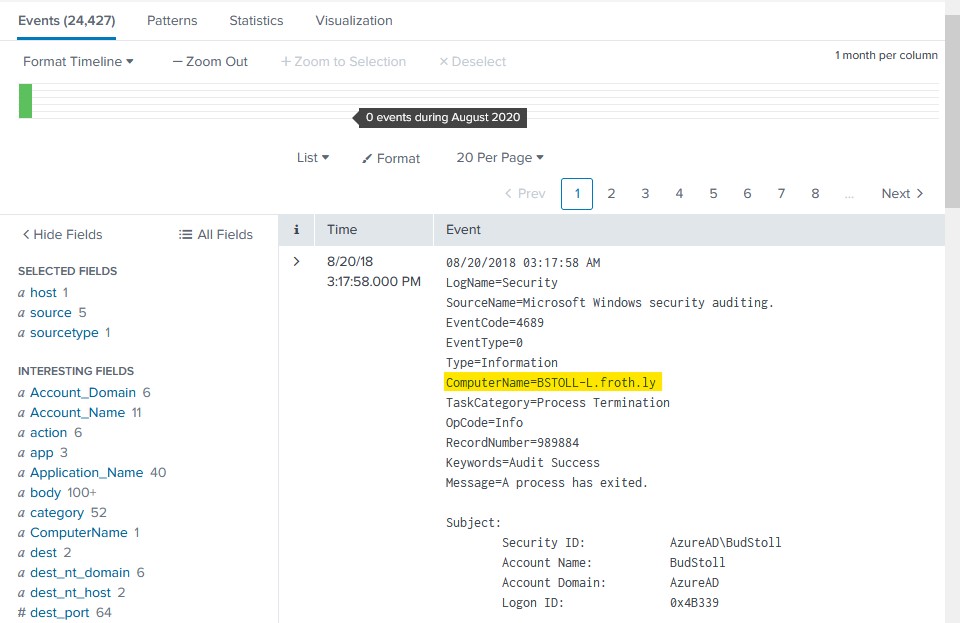 Events (24,427) Patterns Statistics Visualization
Format Timeline — Zoom Out + Zoom to Selection × Deselect 1 month per column
0 events during August 2020
List Format 20 Per Page
< Prev 1 2 3 4 5 6 7 8 ... Next >
< Hide Fields All Fields i Time Event
SELECTED FIELDS
a host 1
a source 5
a sourcetype 1
INTERESTING FIELDS
a Account_Domain 6
a Account_Name 11
a action 6
a app 3
a Application_Name 40
a body 100+
a category 52
a ComputerName 1
a dest 2
a dest_nt_domain 6
a dest_nt_host 2
# dest_port 64
> 8/20/18
3:17:58.000 PM
08/20/2018 03:17:58 AM
LogName=Security
SourceName=Microsoft Windows security auditing.
EventCode=4689
EventType=0
Type=Information
ComputerName=BSTOLL-L.froth.ly
TaskCategory=Process Termination
OpCode=Info
RecordNumber=989884
Keywords=Audit Success
Message=A process has exited.
Subject:
Security ID: AzureAD\BudStoll
Account Name: BudStoll
Account Domain: AzureAD
Logon ID: 0x4B339